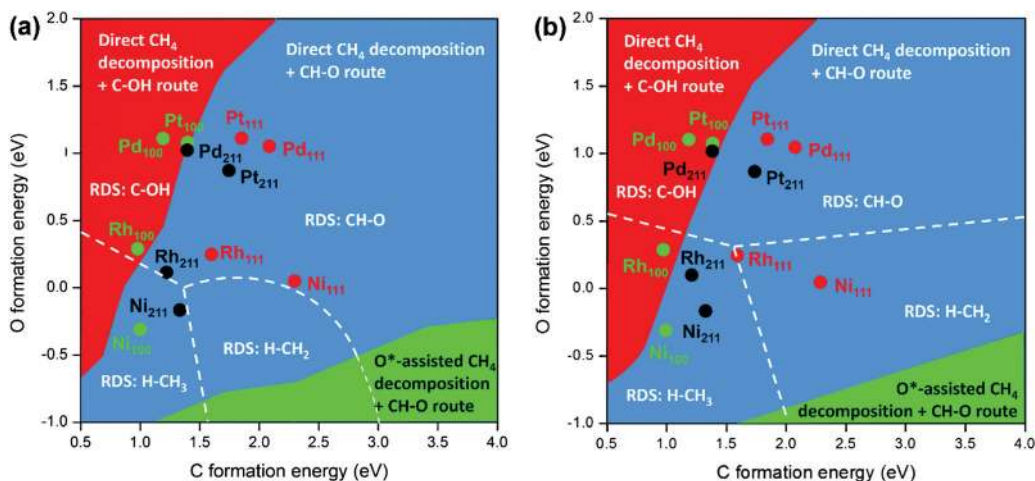 (a)
2.0
1.5
1.0
0.5
0.0
-0.5
-1.0
O formation energy (eV)
0.5 1.0 1.5 2.0 2.5 3.0 3.5 4.0
C formation energy (eV)
Direct CH4
decomposition
+ C-OH route
Direct CH4 decomposition
+ CH-O route
Pt100
Pd100
Pt111
Pd111
Pd211
Pt211
RDS: C-OH
RDS: CH-O
Rh100
Rh211
Rh111
Ni111
Ni211
Ni100
RDS: H-CH2
RDS: H-CH3
O*-assisted CH4
decomposition
+ CH-O route
(b)
2.0
1.5
1.0
0.5
0.0
-0.5
-1.0
O formation energy (eV)
0.5 1.0 1.5 2.0 2.5 3.0 3.5 4.0
C formation energy (eV)
Direct CH4
decomposition
+ C-OH route
Direct CH4 decomposition
+ CH-O route
Pt100
Pd100
Pt111
Pd111
Pd211
Pt211
RDS: C-OH
RDS: CH-O
Rh100
Rh211
Rh111
Ni111
Ni211
Ni100
RDS: H-CH2
RDS: H-CH3
O*-assisted CH4
decomposition + CH-O route